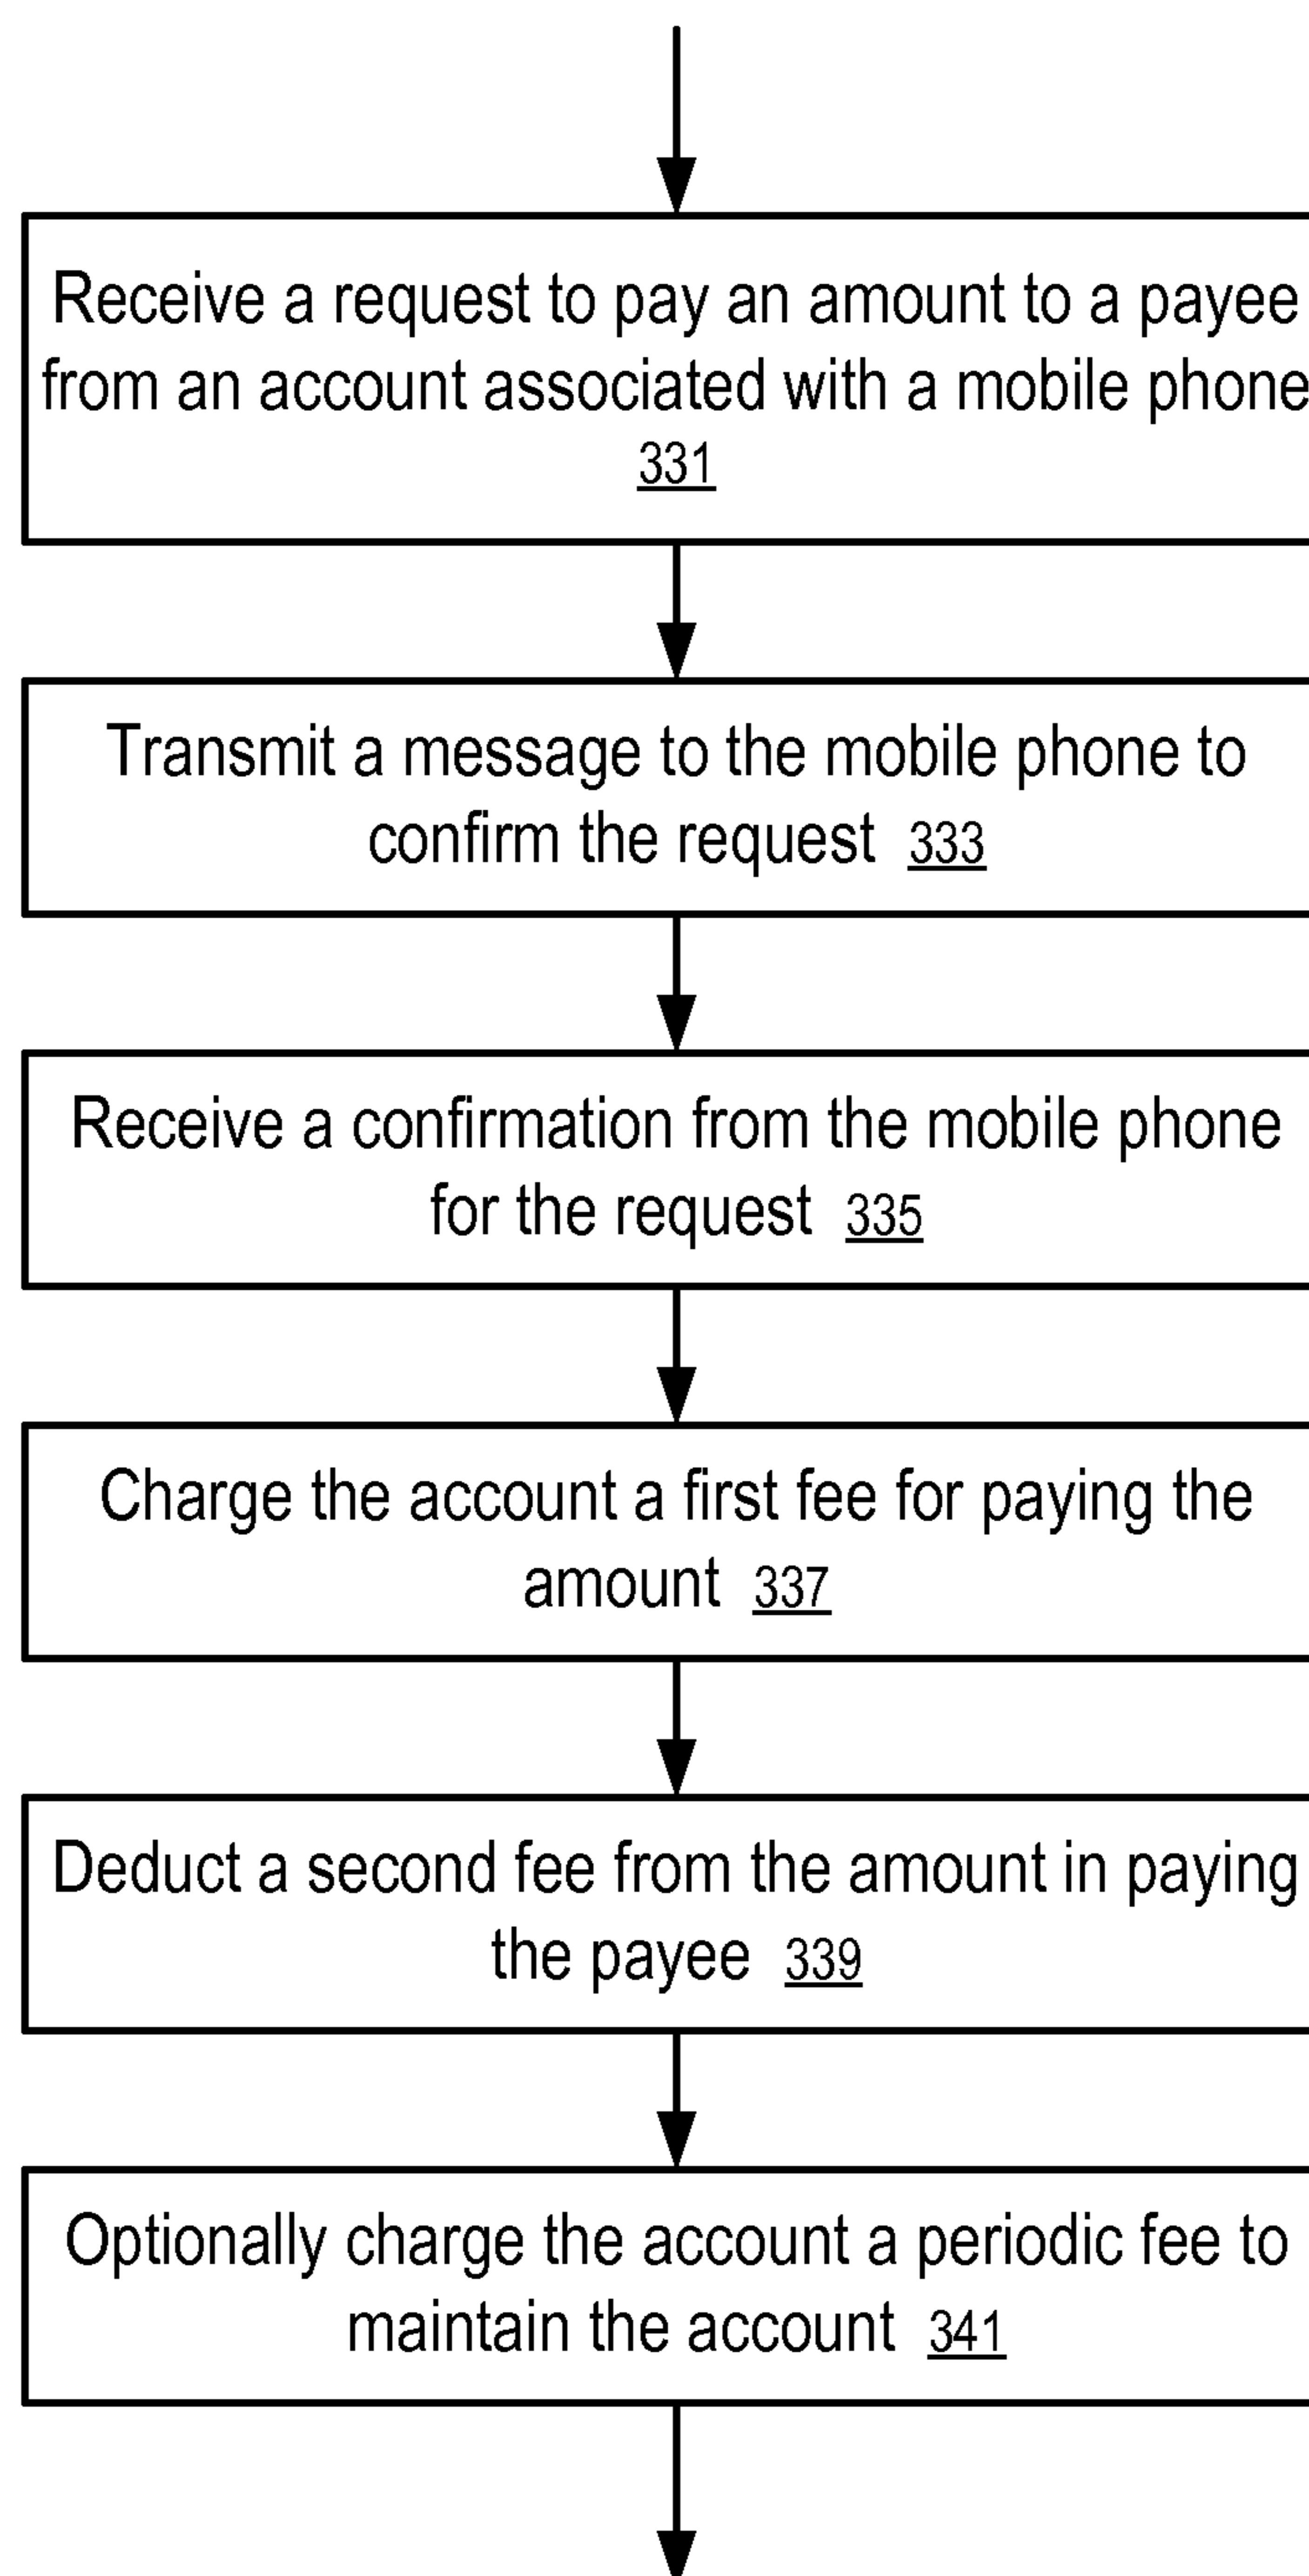 Receive a request to pay an amount to a payee
from an account associated with a mobile phone
331
Transmit a message to the mobile phone to
confirm the request 333
Receive a confirmation from the mobile phone
for the request 335
Charge the account a first fee for paying the
amount 337
Deduct a second fee from the amount in paying
the payee 339
Optionally charge the account a periodic fee to
maintain the account 341